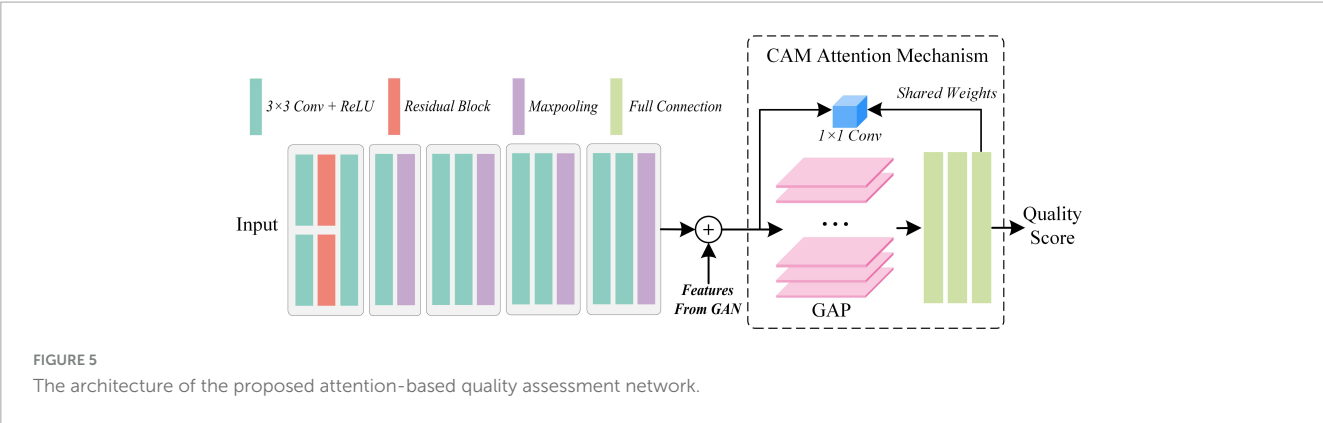 CAM Attention Mechanism
3×3 Conv + ReLU
Residual Block
Maxpooling
Full Connection
Shared Weights
1×1 Conv
Input
+
...
Quality
Score
Features
From GAN
GAP
FIGURE 5
The architecture of the proposed attention-based quality assessment network.